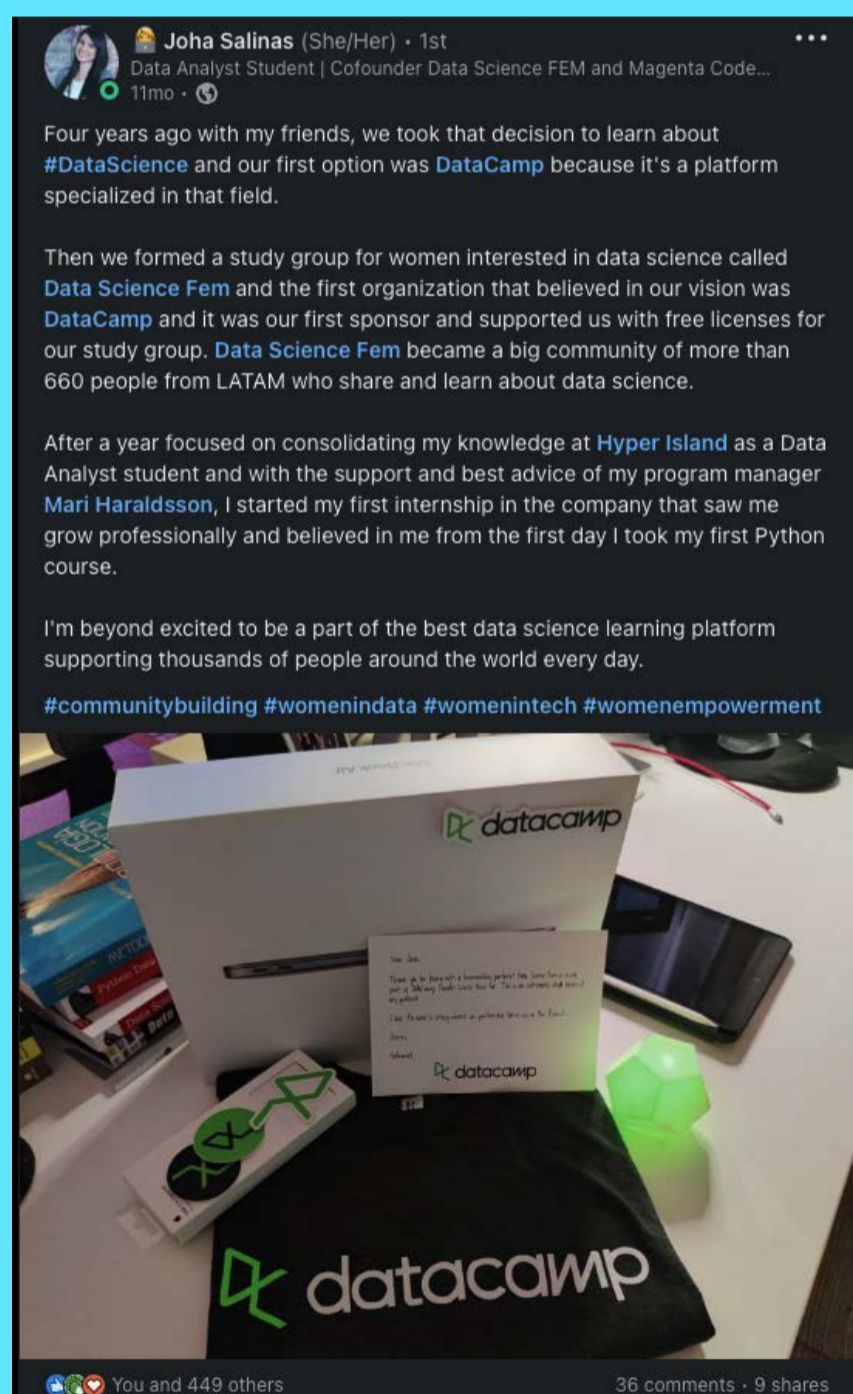 Joha Salinas (She/Her) • 1st
Data Analyst Student | Cofounder Data Science FEM and Magenta Code...
11mo •
Four years ago with my friends, we took that decision to learn about
#DataScience and our first option was DataCamp because it's a platform
specialized in that field.
Then we formed a study group for women interested in data science called
Data Science Fem and the first organization that believed in our vision was
DataCamp and it was our first sponsor and supported us with free licenses for
our study group. Data Science Fem became a big community of more than
660 people from LATAM who share and learn about data science.
After a year focused on consolidating my knowledge at Hyper Island as a Data
Analyst student and with the support and best advice of my program manager
Mari Haraldsson, I started my first internship in the company that saw me
grow professionally and believed in me from the first day I took my first Python
course.
I'm beyond excited to be a part of the best data science learning platform
supporting thousands of people around the world every day.
#communitybuilding #womenindata #womenintech #womenempowerment
datacamp
Python Data
Data
datacamp
datacamp
You and 449 others
36 comments • 9 shares